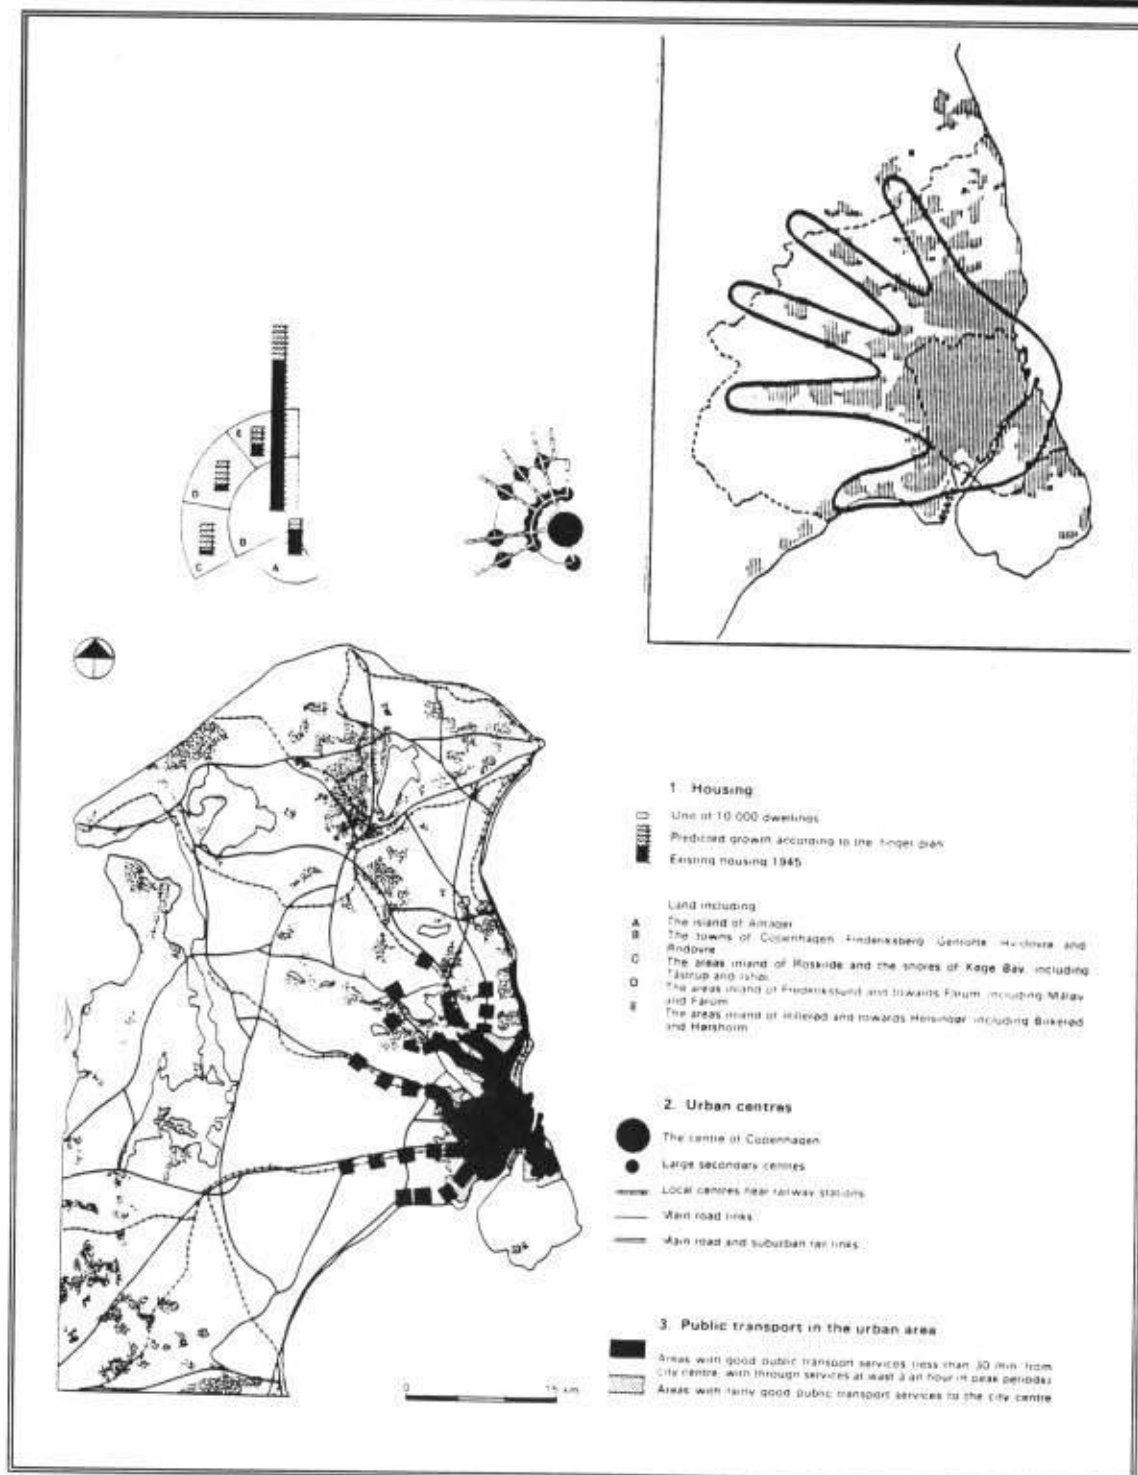 E
D
C
D
A
1 Housing
Unit of 10 000 dwellings
Predicted growth according to the finger plan
Existing housing 1945
Land including
A The island of Amager
B The towns of Copenhagen Frederiksberg Gentofte Hvidovre and
Rødovre
C The areas inland of Roskilde and the shores of Køge Bay including
Tåstrup and Ishøj
D The areas inland of Frederikssund and towards Farum including Måløv
and Farum
E The areas inland of Hillerød and towards Helsingør including Birkerød
and Hørsholm
2. Urban centres
The centre of Copenhagen
Large secondary centres
Local centres near railway stations
Main road links
Main road and suburban rail links
3. Public transport in the urban area
Areas with good public transport services (less than 30 min from
city centre, with through services at least 3 an hour in peak periods)
Areas with fairly good public transport services to the city centre
0 15 km